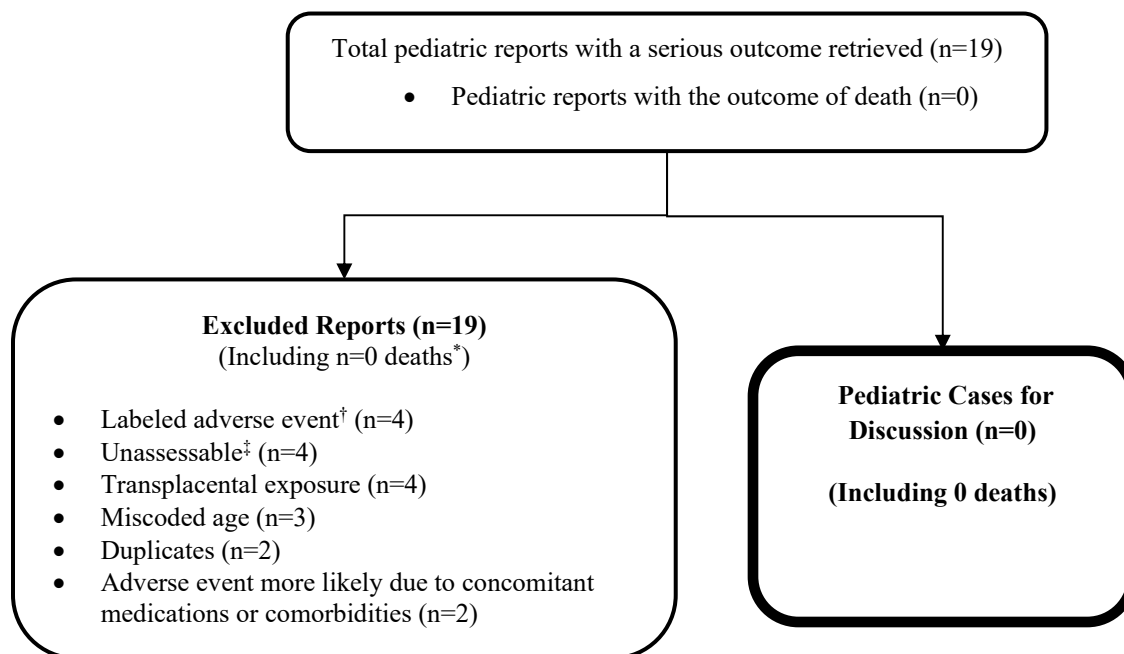 Total pediatric reports with a serious outcome retrieved (n=19)
• Pediatric reports with the outcome of death (n=0)
Excluded Reports (n=19)
(Including n=0 deaths*)
• Labeled adverse event† (n=4)
• Unassessable‡ (n=4)
• Transplacental exposure (n=4)
• Miscoded age (n=3)
• Duplicates (n=2)
• Adverse event more likely due to concomitant
medications or comorbidities (n=2)
Pediatric Cases for
Discussion (n=0)
(Including 0 deaths)